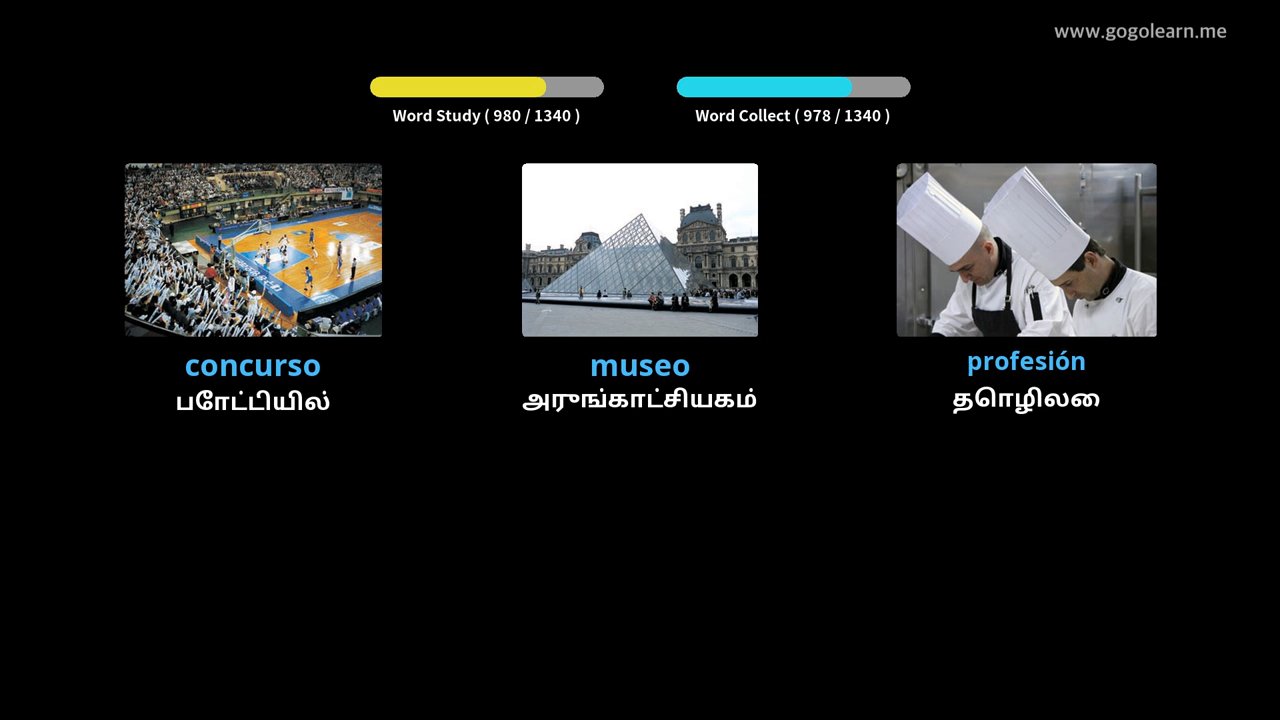 www.gogolearn.me
Word Study ( 980 / 1340 )
Word Collect ( 978 / 1340 )
concurso
போட்டியில்
museo
அருங்காட்சியகம்
profesión
தொழிலை